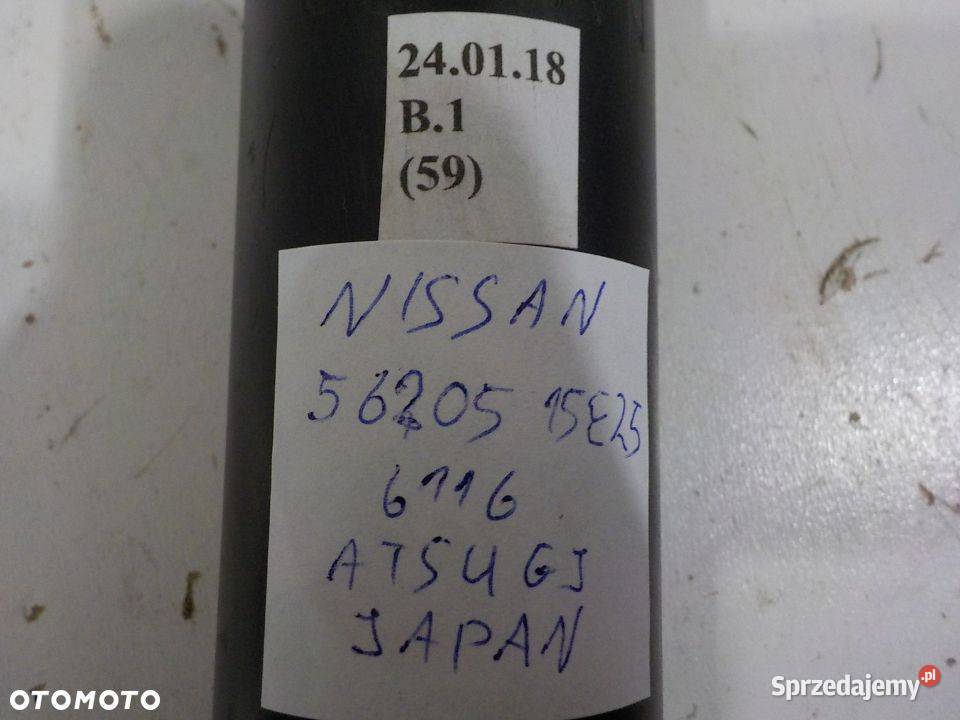 24.01.18
B.1
(59)
NISSAN
56205 15E25
6116
ATSUGI
JAPAN
OTOMOTO
Sprzedajemy.pl